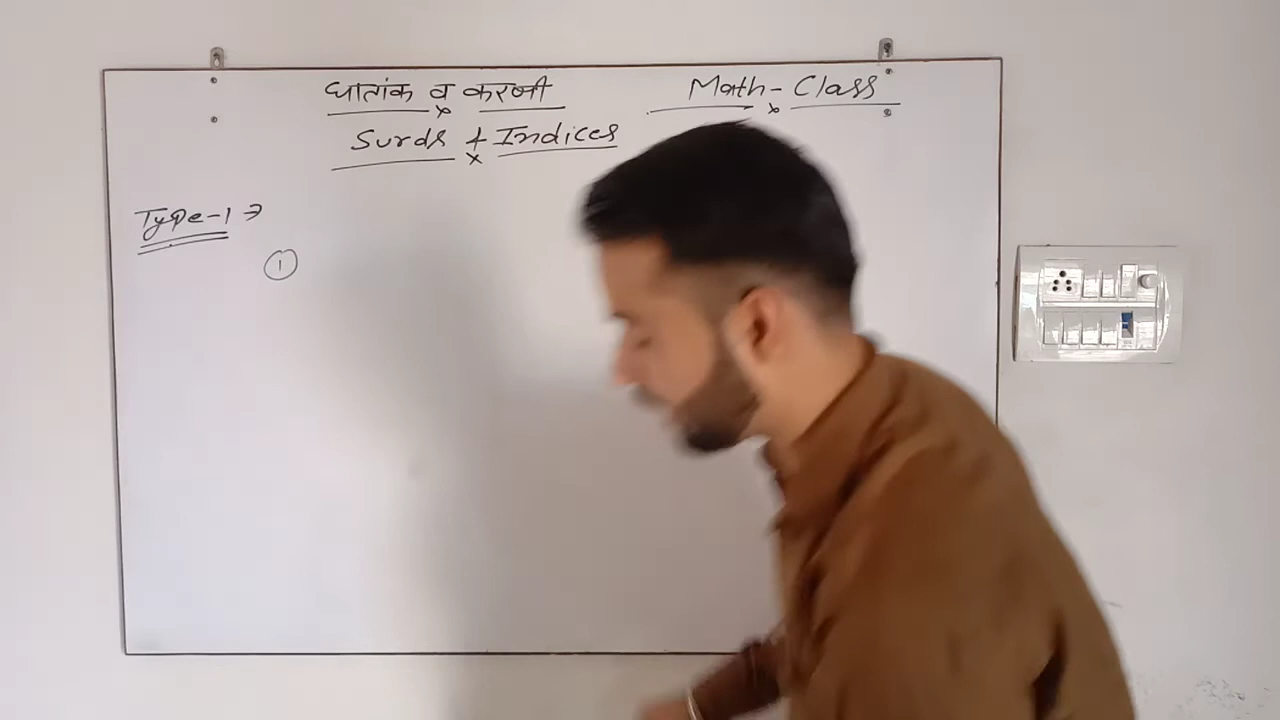 घातांक व करणी Math-Class
Surds & Indices
Type-1 →
①